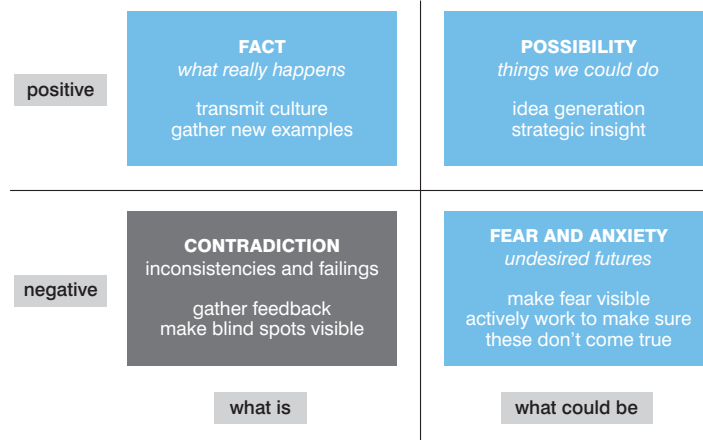 positive
FACT
what really happens
transmit culture
gather new examples
POSSIBILITY
things we could do
idea generation
strategic insight
negative
CONTRADICTION
inconsistencies and failings
gather feedback
make blind spots visible
FEAR AND ANXIETY
undesired futures
make fear visible
actively work to make sure
these don’t come true
what is
what could be